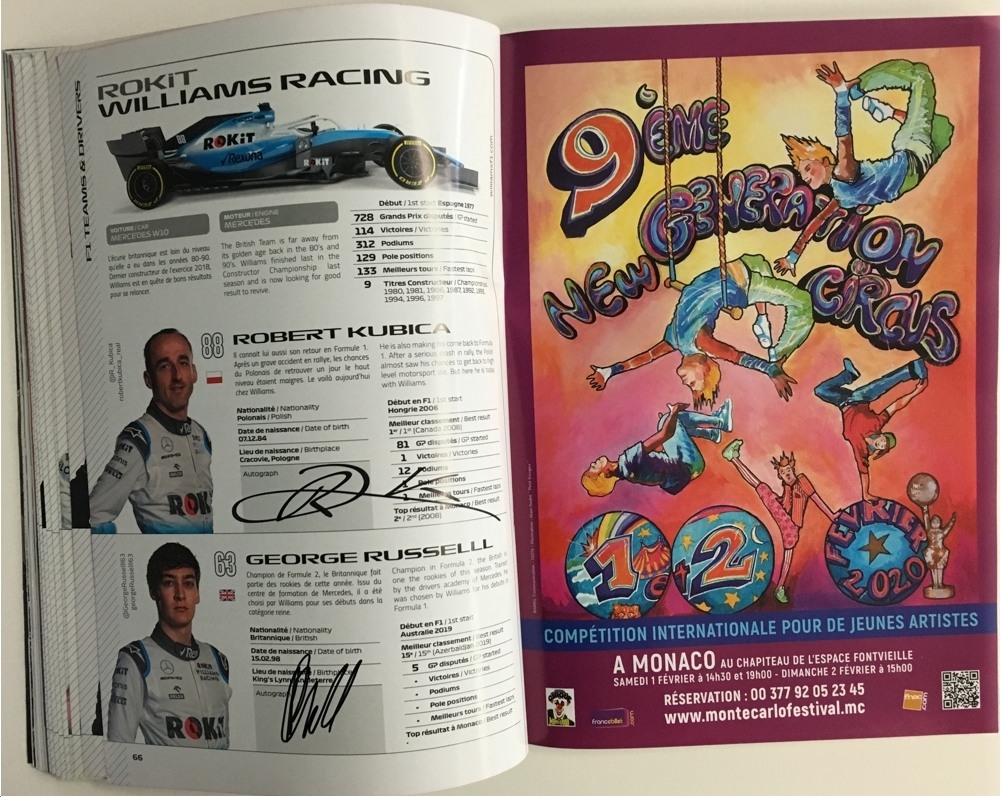 F1 TEAMS & DRIVERS
ROKiT
WILLIAMS RACING
ROKiT
Rexona
ROKiT
VOITURE / CAR
MERCEDES W10
MOTEUR / ENGINE
MERCEDES
L'écurie britannique est loin du niveau
qu'elle a eu dans les années 80-90.
Dernier constructeur de l'exercice 2018,
Williams est en quête de bons résultats
pour se relancer.
The British Team is far away from
its golden age back in the 80's and
90's. Williams finished last in the
Constructor Championship last
season and is now looking for good
result to revive.
Début / 1st start Espagne 1977
728 Grands Prix disputés / GP started
114 Victoires / Victories
312 Podiums
129 Pole positions
133 Meilleurs tours / Fastest laps
9 Titres Constructeur / Championships
1980, 1981, 1986, 1987, 1992, 1993,
1994, 1996, 1997
@R_Kubica
robertkubica_real
88 ROBERT KUBICA
Il connait lui aussi son retour en Formule 1.
Après un grave accident en rallye, les chances
du Polonais de retrouver un jour le haut
niveau étaient maigres. Le voilà aujourd'hui
chez Williams.
He is also making his come back to Formula
1. After a serious crash in rally, the Polish
almost saw his chances to get back to high
level motorsport die. But here he is today
with Williams.
Nationalité / Nationality
Polonais / Polish
Date de naissance / Date of birth
07.12.84
Lieu de naissance / Birthplace
Cracovie, Pologne
Autograph
Début en F1 / 1st start
Hongrie 2006
Meilleur classement / Best result
1er / 1st (Canada 2008)
81 GP disputés / GP started
1 Victoires / Victories
12 Podiums
1 Pole positions
1 Meilleurs tours / Fastest laps
Top résultat à Monaco / Best result
2e / 2nd (2008)
ROKiT
@GeorgeRussell63
georgerussell63
63 GEORGE RUSSELLL
Champion de Formule 2, le Britannique fait
partie des rookies de cette année. Issu du
centre de formation de Mercedes, il a été
choisi par Williams pour ses débuts dans la
catégorie reine.
Champion in Formula 2, the British is
one the rookies of this season. Trained
by the drivers academy of Mercedes, he
was chosen by Williams for his debuts in
Formula 1.
Nationalité / Nationality
Britannique / British
Date de naissance / Date of birth
15.02.98
Lieu de naissance / Birthplace
King's Lynn, Angleterre
Autograph
Début en F1 / 1st start
Australie 2019
Meilleur classement / Best result
15e / 15th (Azerbaïdjan 2019)
5 GP disputés / GP started
- Victoires / Victories
- Podiums
- Pole positions
- Meilleurs tours / Fastest laps
Top résultat à Monaco / Best result
-
ROKiT
66
9ÈME
NEW GENERATION
CIRCUS
1er 2
FÉVRIER
2020
COMPÉTITION INTERNATIONALE POUR DE JEUNES ARTISTES
A MONACO AU CHAPITEAU DE L'ESPACE FONTVIEILLE
SAMEDI 1 FÉVRIER à 14h30 et 19h00 - DIMANCHE 2 FÉVRIER à 15h00
RÉSERVATION : 00 377 92 05 23 45
www.montecarlofestival.mc
francebillet.com
fnac.com